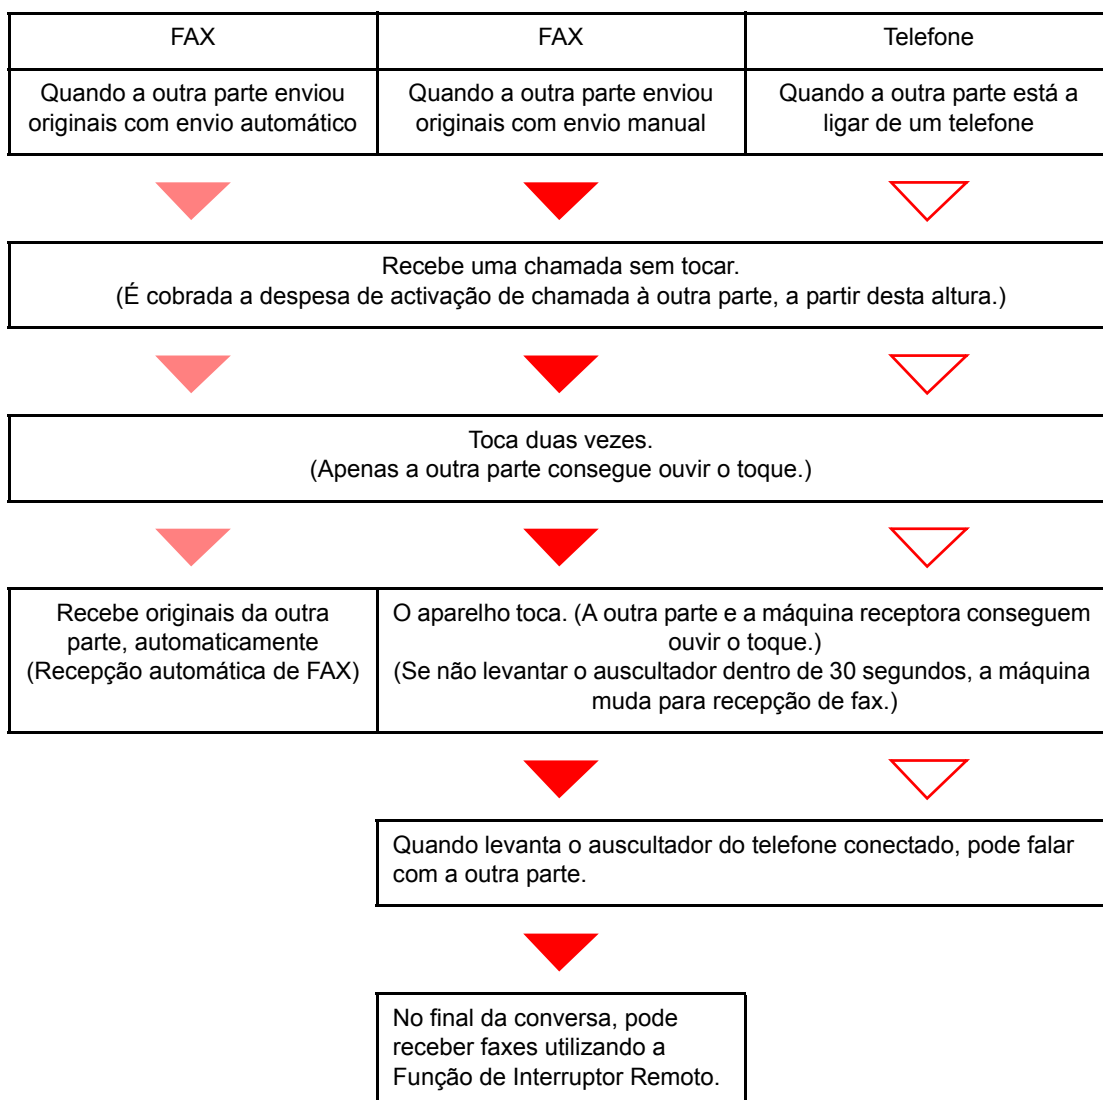 FAX
FAX
Telefone
Quando a outra parte enviou
originais com envio automático
Quando a outra parte enviou
originais com envio manual
Quando a outra parte está a
ligar de um telefone
Recebe uma chamada sem tocar.
(É cobrada a despesa de activação de chamada à outra parte, a partir desta altura.)
Toca duas vezes.
(Apenas a outra parte consegue ouvir o toque.)
Recebe originais da outra
parte, automaticamente
(Recepção automática de FAX)
O aparelho toca. (A outra parte e a máquina receptora conseguem
ouvir o toque.)
(Se não levantar o auscultador dentro de 30 segundos, a máquina
muda para recepção de fax.)
Quando levanta o auscultador do telefone conectado, pode falar
com a outra parte.
No final da conversa, pode
receber faxes utilizando a
Função de Interruptor Remoto.